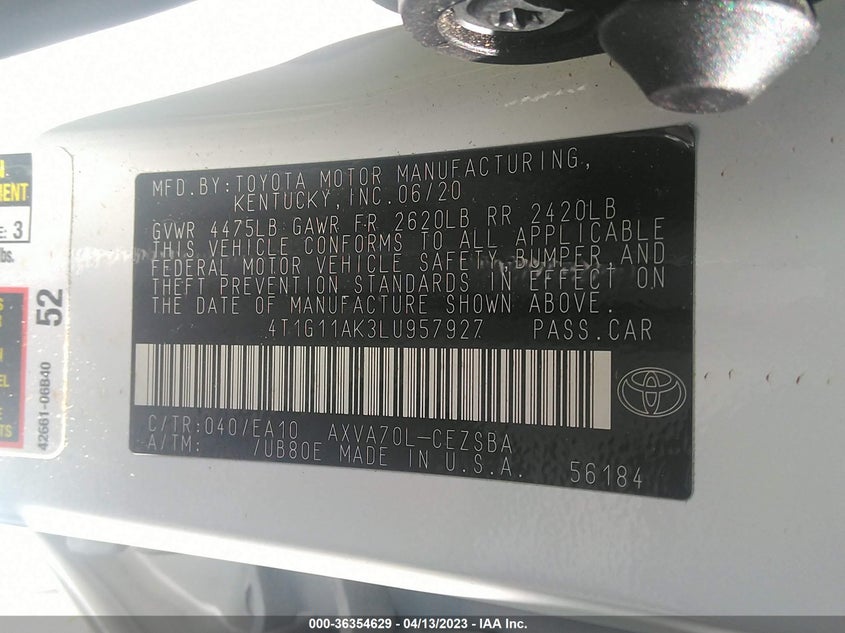 MFD.BY:TOYOTA MOTOR MANUFACTURING,
KENTUCKY, INC. 06/20
GVWR 4475LB GAWR FR 2620LB RR 2420LB
THIS VEHICLE CONFORMS TO ALL APPLICABLE
FEDERAL MOTOR VEHICLE SAFETY, BUMPER, AND
THEFT PREVENTION STANDARDS IN EFFECT ON
THE DATE OF MANUFACTURE SHOWN ABOVE.
4T1G11AK3LU957927 PASS.CAR
C/TR:040/EA10 AXVA70L-CEZSBA
A/TM: /UB80E MADE IN U.S.A. 56184
3
lbs.
52
42661-06B40
000-36354629 - 04/13/2023 - IAA Inc.